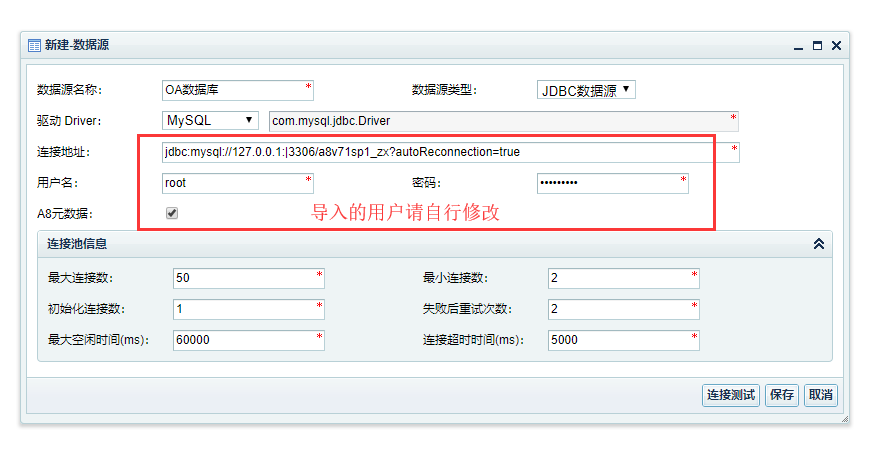 新建-数据源
数据源名称: OA数据库 * 数据源类型: JDBC数据源
驱动 Driver: MySQL com.mysql.jdbc.Driver *
连接地址: jdbc:mysql://127.0.0.1:|3306/a8v71sp1_zx?autoReconnection=true *
用户名: root * 密码: ••••••••• *
A8元数据: 导入的用户请自行修改
连接池信息
最大连接数: 50 * 最小连接数: 2 *
初始化连接数: 1 * 失败后重试次数: 2 *
最大空闲时间(ms): 60000 * 连接超时时间(ms): 5000 *
连接测试 保存 取消